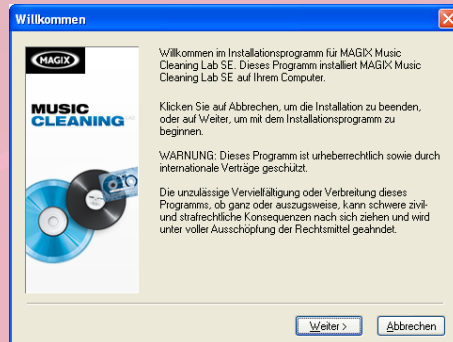 Willkommen
MAGIX
MUSIC
CLEANING LAB
Willkommen im Installationsprogramm für MAGIX Music
Cleaning Lab SE. Dieses Programm installiert MAGIX Music
Cleaning Lab SE auf Ihrem Computer.
Klicken Sie auf Abbrechen, um die Installation zu beenden,
oder auf Weiter, um mit dem Installationsprogramm zu
beginnen.
WARNUNG: Dieses Programm ist urheberrechtlich sowie durch
internationale Verträge geschützt.
Die unzulässige Vervielfältigung oder Verbreitung dieses
Programms, ob ganz oder auszugsweise, kann schwere zivil-
und strafrechtliche Konsequenzen nach sich ziehen und wird
unter voller Ausschöpfung der Rechtsmittel geahndet.
Weiter >
Abbrechen